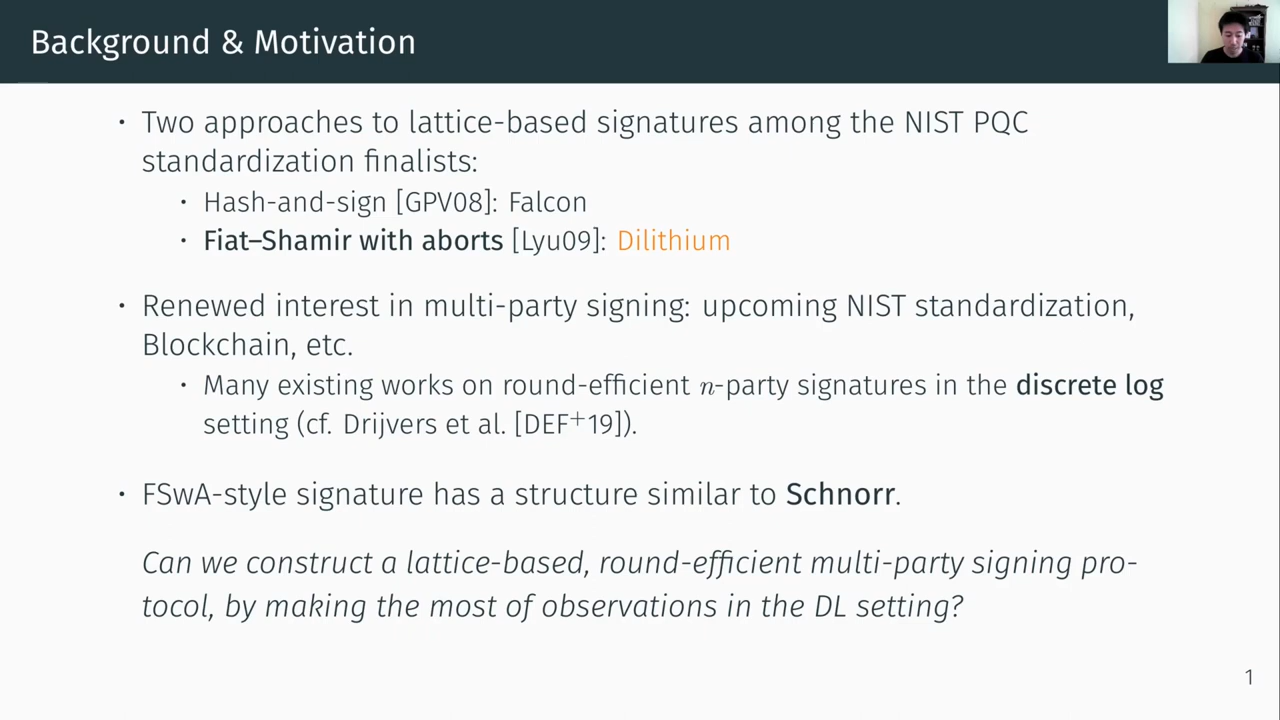 Background & Motivation
• Two approaches to lattice-based signatures among the NIST PQC
standardization finalists:
• Hash-and-sign [GPV08]: Falcon
• Fiat–Shamir with aborts [Lyu09]: Dilithium
• Renewed interest in multi-party signing: upcoming NIST standardization,
Blockchain, etc.
• Many existing works on round-efficient n-party signatures in the discrete log
setting (cf. Drijvers et al. [DEF+19]).
• FSwA-style signature has a structure similar to Schnorr.
Can we construct a lattice-based, round-efficient multi-party signing pro-
tocol, by making the most of observations in the DL setting?
1